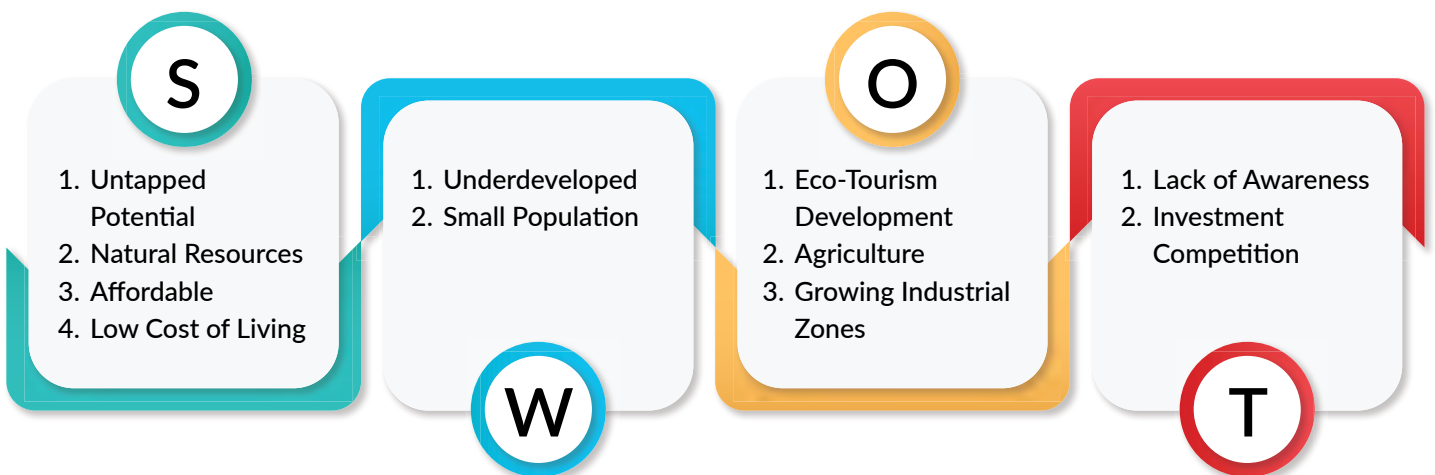 S
1. Untapped
Potential
2. Natural Resources
3. Affordable
4. Low Cost of Living
1. Underdeveloped
2. Small Population
W
O
1. Eco-Tourism
Development
2. Agriculture
3. Growing Industrial
Zones
1. Lack of Awareness
2. Investment
Competition
T